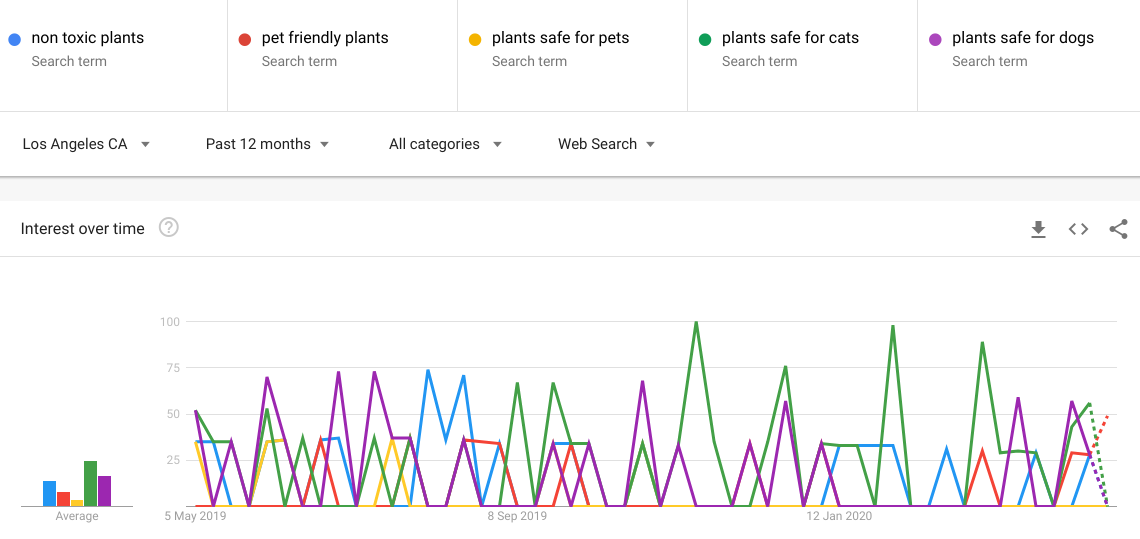 non toxic plants
Search term
pet friendly plants
Search term
plants safe for pets
Search term
plants safe for cats
Search term
plants safe for dogs
Search term
Los Angeles CA
Past 12 months
All categories
Web Search
Interest over time
?
100
75
50
25
Average
5 May 2019
8 Sep 2019
12 Jan 2020